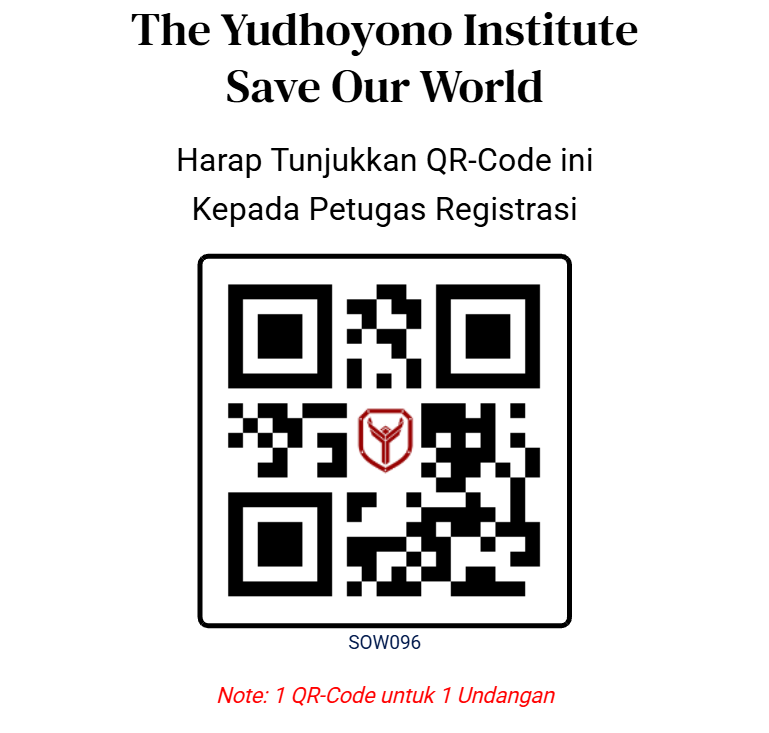 The Yudhoyono Institute
Save Our World
Harap Tunjukkan QR-Code ini
Kepada Petugas Registrasi
SOW096
Note: 1 QR-Code untuk 1 Undangan